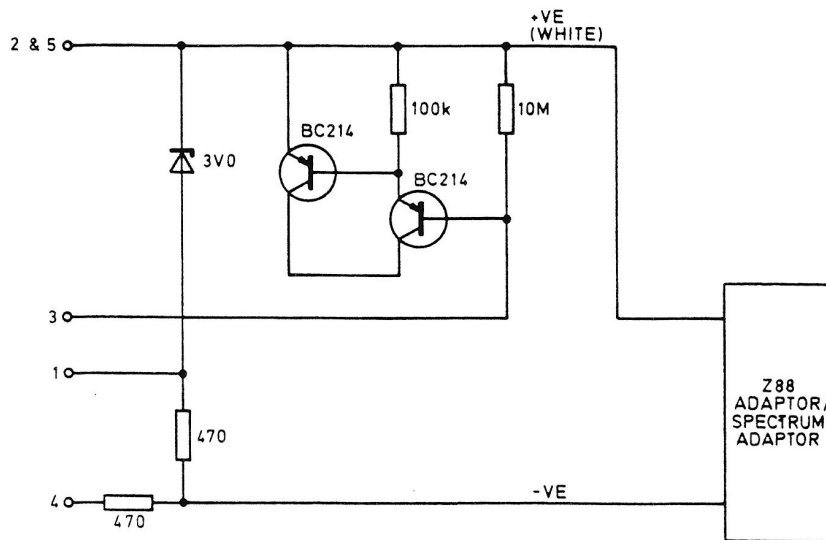 +VE
(WHITE)
2 & 5
100k
10M
BC214
3V0
BC214
3
1
Z88
ADAPTOR/
SPECTRUM
ADAPTOR
470
-VE
4
470